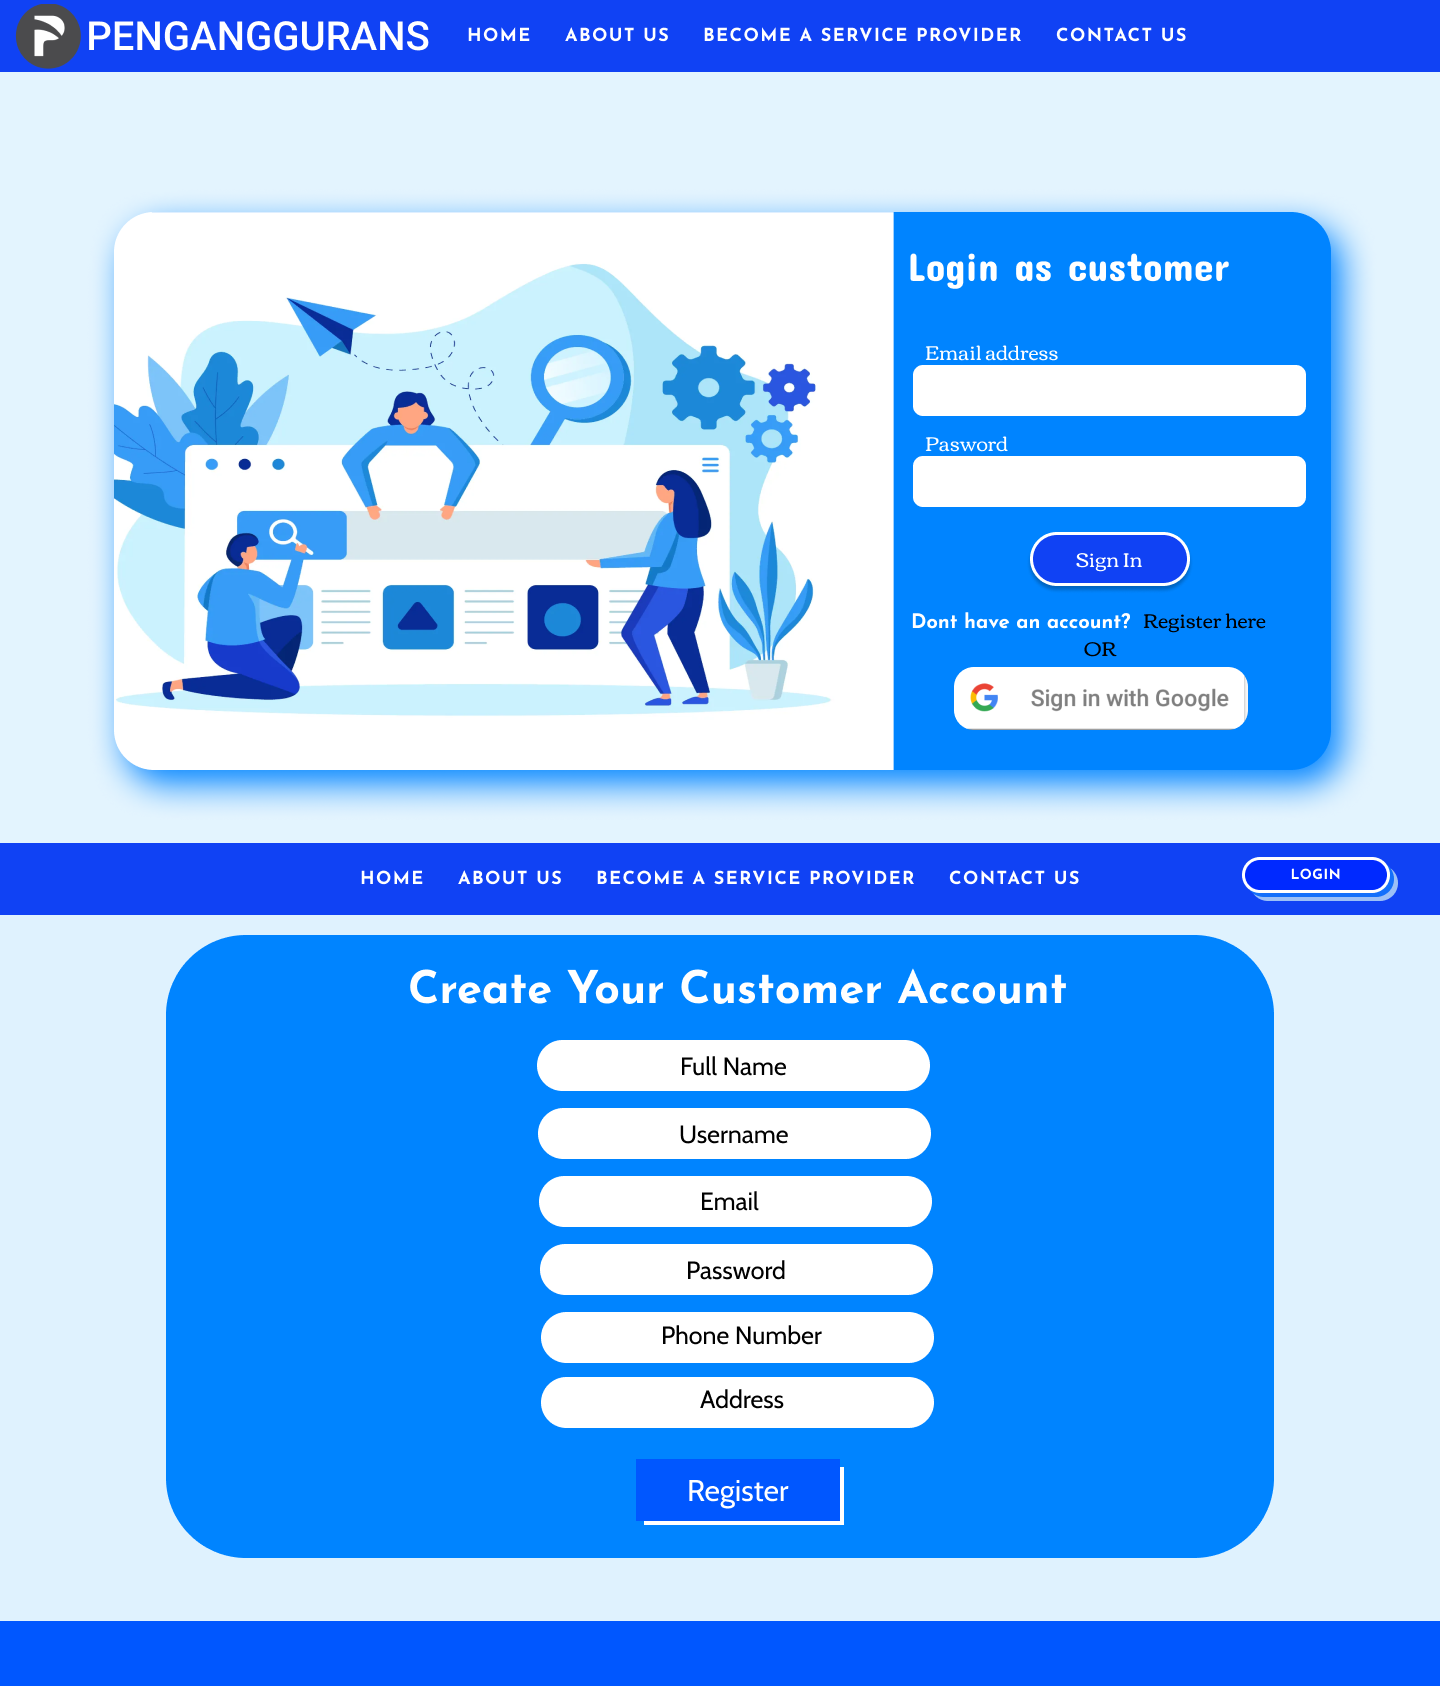 PENGANGGURANS HOME ABOUT US BECOME A SERVICE PROVIDER CONTACT US
Login as customer
Email address
Pasword
Sign In
Dont have an account? Register here
OR
Sign in with Google
HOME ABOUT US BECOME A SERVICE PROVIDER CONTACT US LOGIN
Create Your Customer Account
Full Name
Username
Email
Password
Phone Number
Address
Register